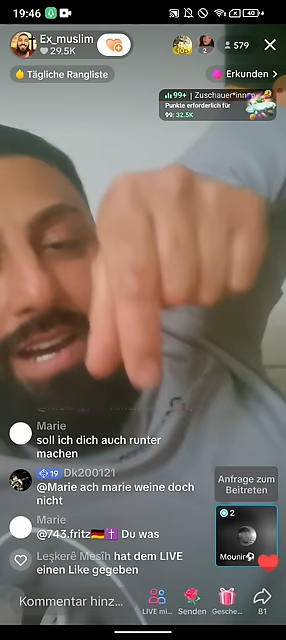 19:46
40
Ex_muslim
29.5K
105
2
579
Tägliche Rangliste
Erkunden
99+ | Zuschauer*innen
Punkte erforderlich für
99: 32.5K
Marie
soll ich dich auch runter
machen
19 Dk200121
@Marie ach marie weine doch
nicht
Anfrage zum
Beitreten
Marie
@743.fritz🇩🇪✝️ Du was
2
Mounir⚽
Leşkerê Mesîh hat dem LIVE
einen Like gegeben
Kommentar hinz...
LIVE mi...
Senden
Gesche...
81